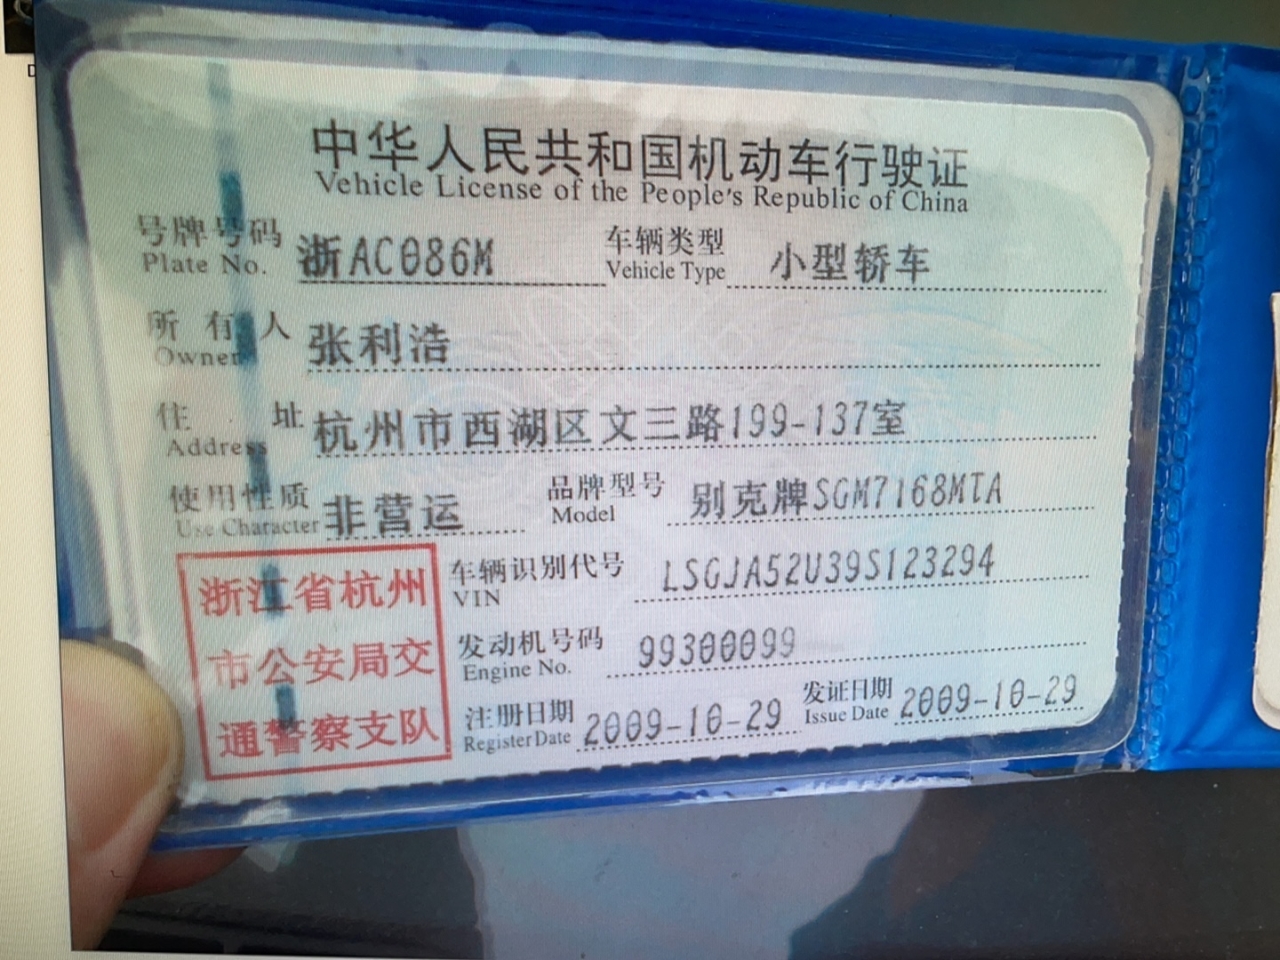 中华人民共和国机动车行驶证
Vehicle License of the People's Republic of China
号牌号码 浙AC086M 车辆类型 小型轿车
Plate No. Vehicle Type
所有人 张利浩
Owner
住址 杭州市西湖区文三路199-137室
Address
使用性质 非营运 品牌型号 别克牌SGM7168MTA
Use Character Model
浙江省杭州
市公安局交
通警察支队
车辆识别代号 LSGJA52U39S123294
VIN
发动机号码 99300099
Engine No.
注册日期 2009-10-29 发证日期 2009-10-29
Register Date Issue Date